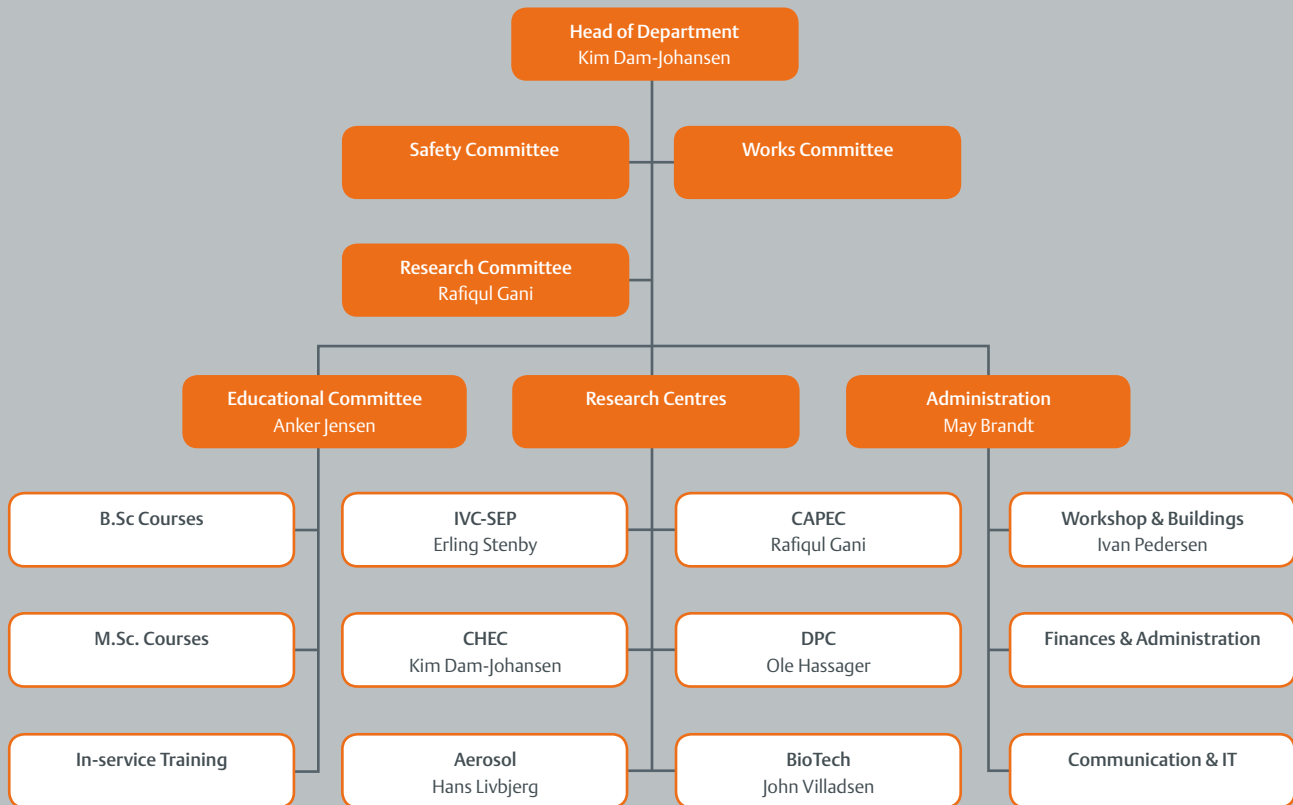 Head of Department
Kim Dam-Johansen
Safety Committee
Works Committee
Research Committee
Rafiqul Gani
Educational Committee
Anker Jensen
Research Centres
Administration
May Brandt
B.Sc Courses
IVC-SEP
Erling Stenby
CAPEC
Rafiqul Gani
Workshop & Buildings
Ivan Pedersen
M.Sc. Courses
CHEC
Kim Dam-Johansen
DPC
Ole Hassager
Finances & Administration
In-service Training
Aerosol
Hans Livbjerg
BioTech
John Villadsen
Communication & IT